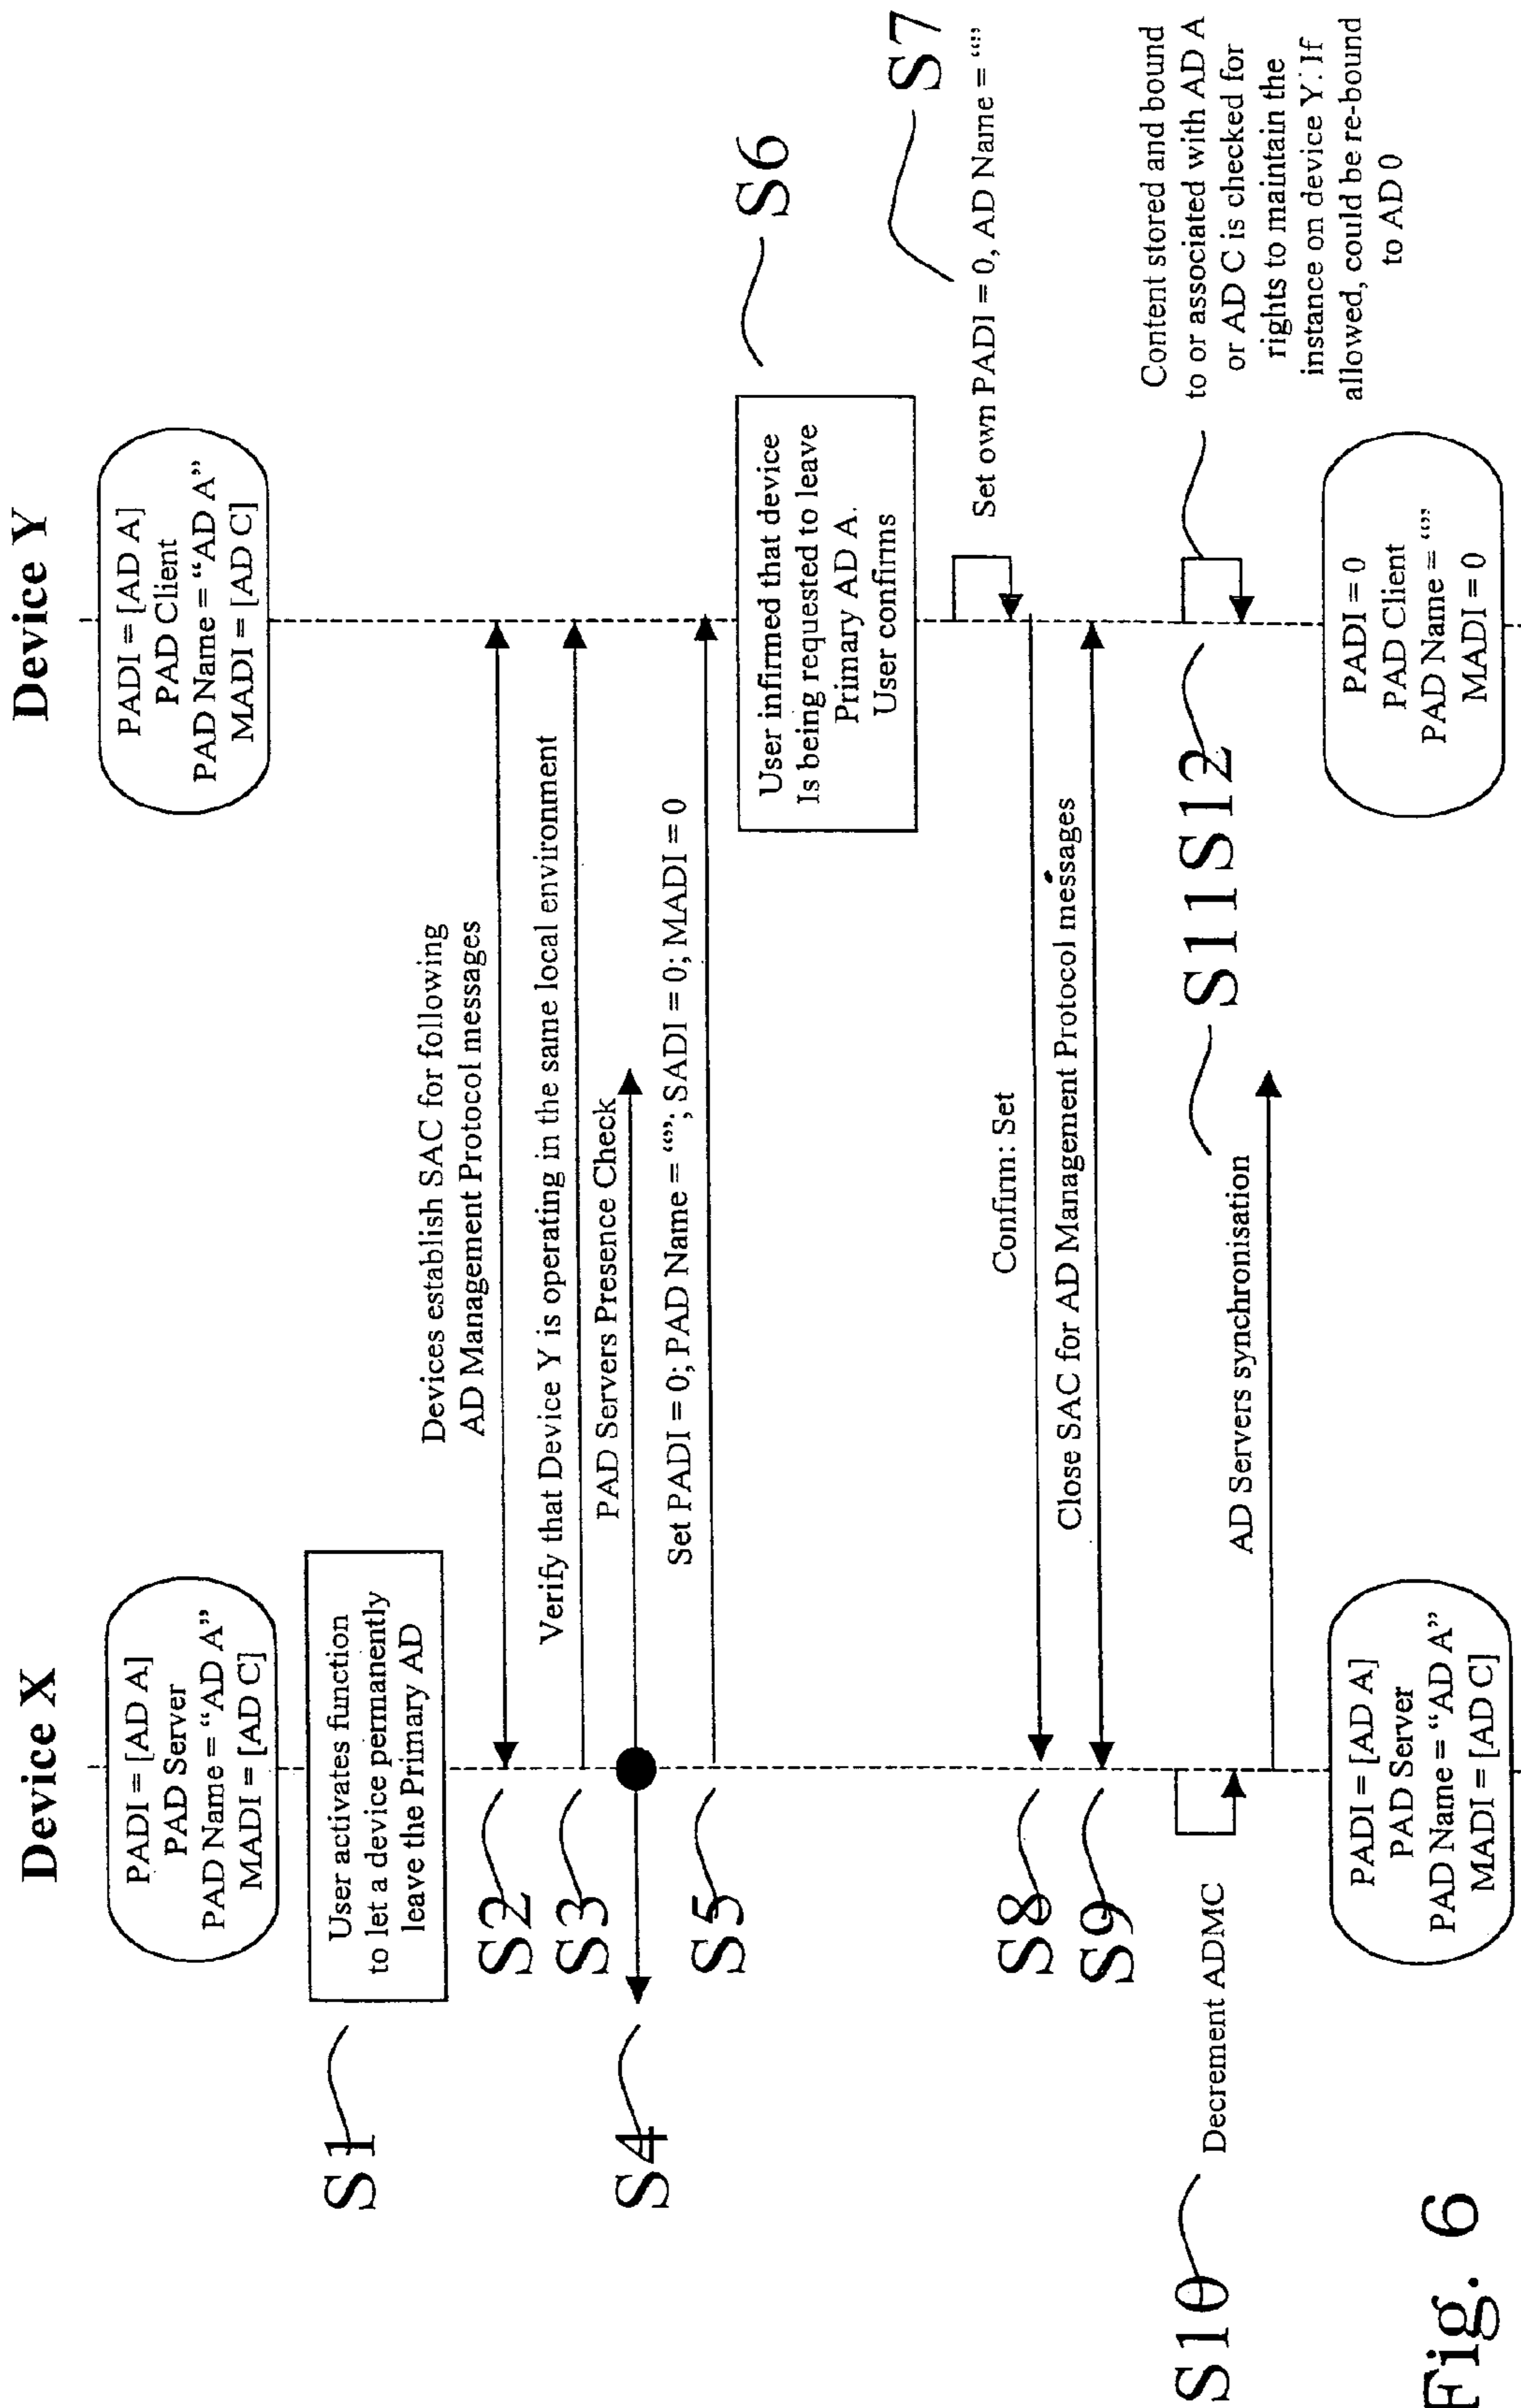 Device X
Device Y
PADI = [AD A]
PAD Server
PAD Name = “AD A”
MADI = [AD C]
PADI = [AD A]
PAD Client
PAD Name = “AD A”
MADI = [AD C]
S1
User activates function
to let a device permanently
leave the Primary AD
S2
Devices establish SAC for following
AD Management Protocol messages
S3
Verify that Device Y is operating in the same local environment
S4
PAD Servers Presence Check
S5
Set PADI = 0; PAD Name = “”; SADI = 0; MADI = 0
User infirmed that device
Is being requested to leave
Primary AD A.
User confirms
S6
Set own PADI = 0, AD Name = “”
S7
S8
Confirm: Set
S9
Close SAC for AD Management Protocol messages
S10
Decrement ADMC
AD Servers synchronisation
S11
S12
Content stored and bound
to or associated with AD A
or AD C is checked for
rights to maintain the
instance on device Y. If
allowed, could be re-bound
to AD 0
PADI = [AD A]
PAD Server
PAD Name = “AD A”
MADI = [AD C]
PADI = 0
PAD Client
PAD Name = “”
MADI = 0
Fig. 6